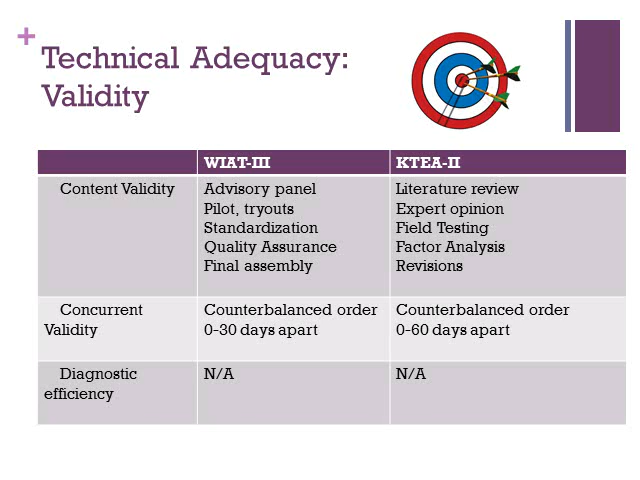 +
Technical Adequacy:
Validity
WIAT-III KTEA-II
Content Validity
Advisory panel
Pilot, tryouts
Standardization
Quality Assurance
Final assembly
Literature review
Expert opinion
Field Testing
Factor Analysis
Revisions
Concurrent
Validity
Counterbalanced order
0-30 days apart
Counterbalanced order
0-60 days apart
Diagnostic
efficiency
N/A
N/A